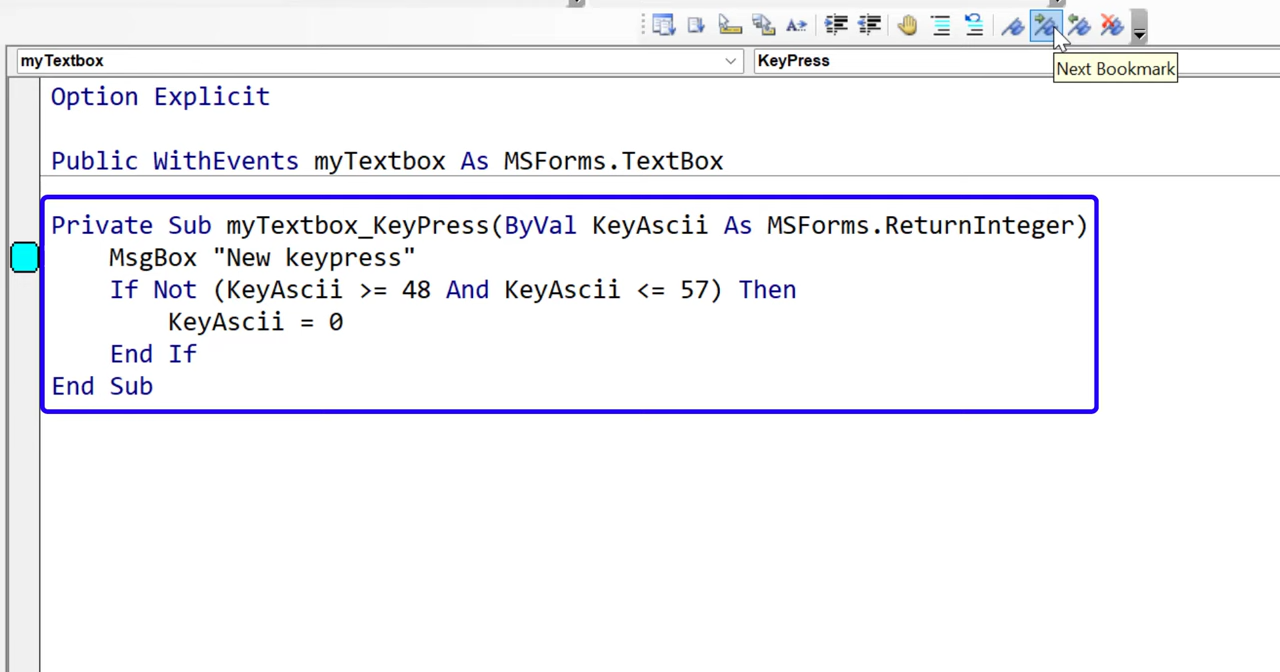 myTextbox
KeyPress
Next Bookmark
Option Explicit
Public WithEvents myTextbox As MSForms.TextBox
Private Sub myTextbox_KeyPress(ByVal KeyAscii As MSForms.ReturnInteger)
MsgBox "New keypress"
If Not (KeyAscii >= 48 And KeyAscii <= 57) Then
KeyAscii = 0
End If
End Sub